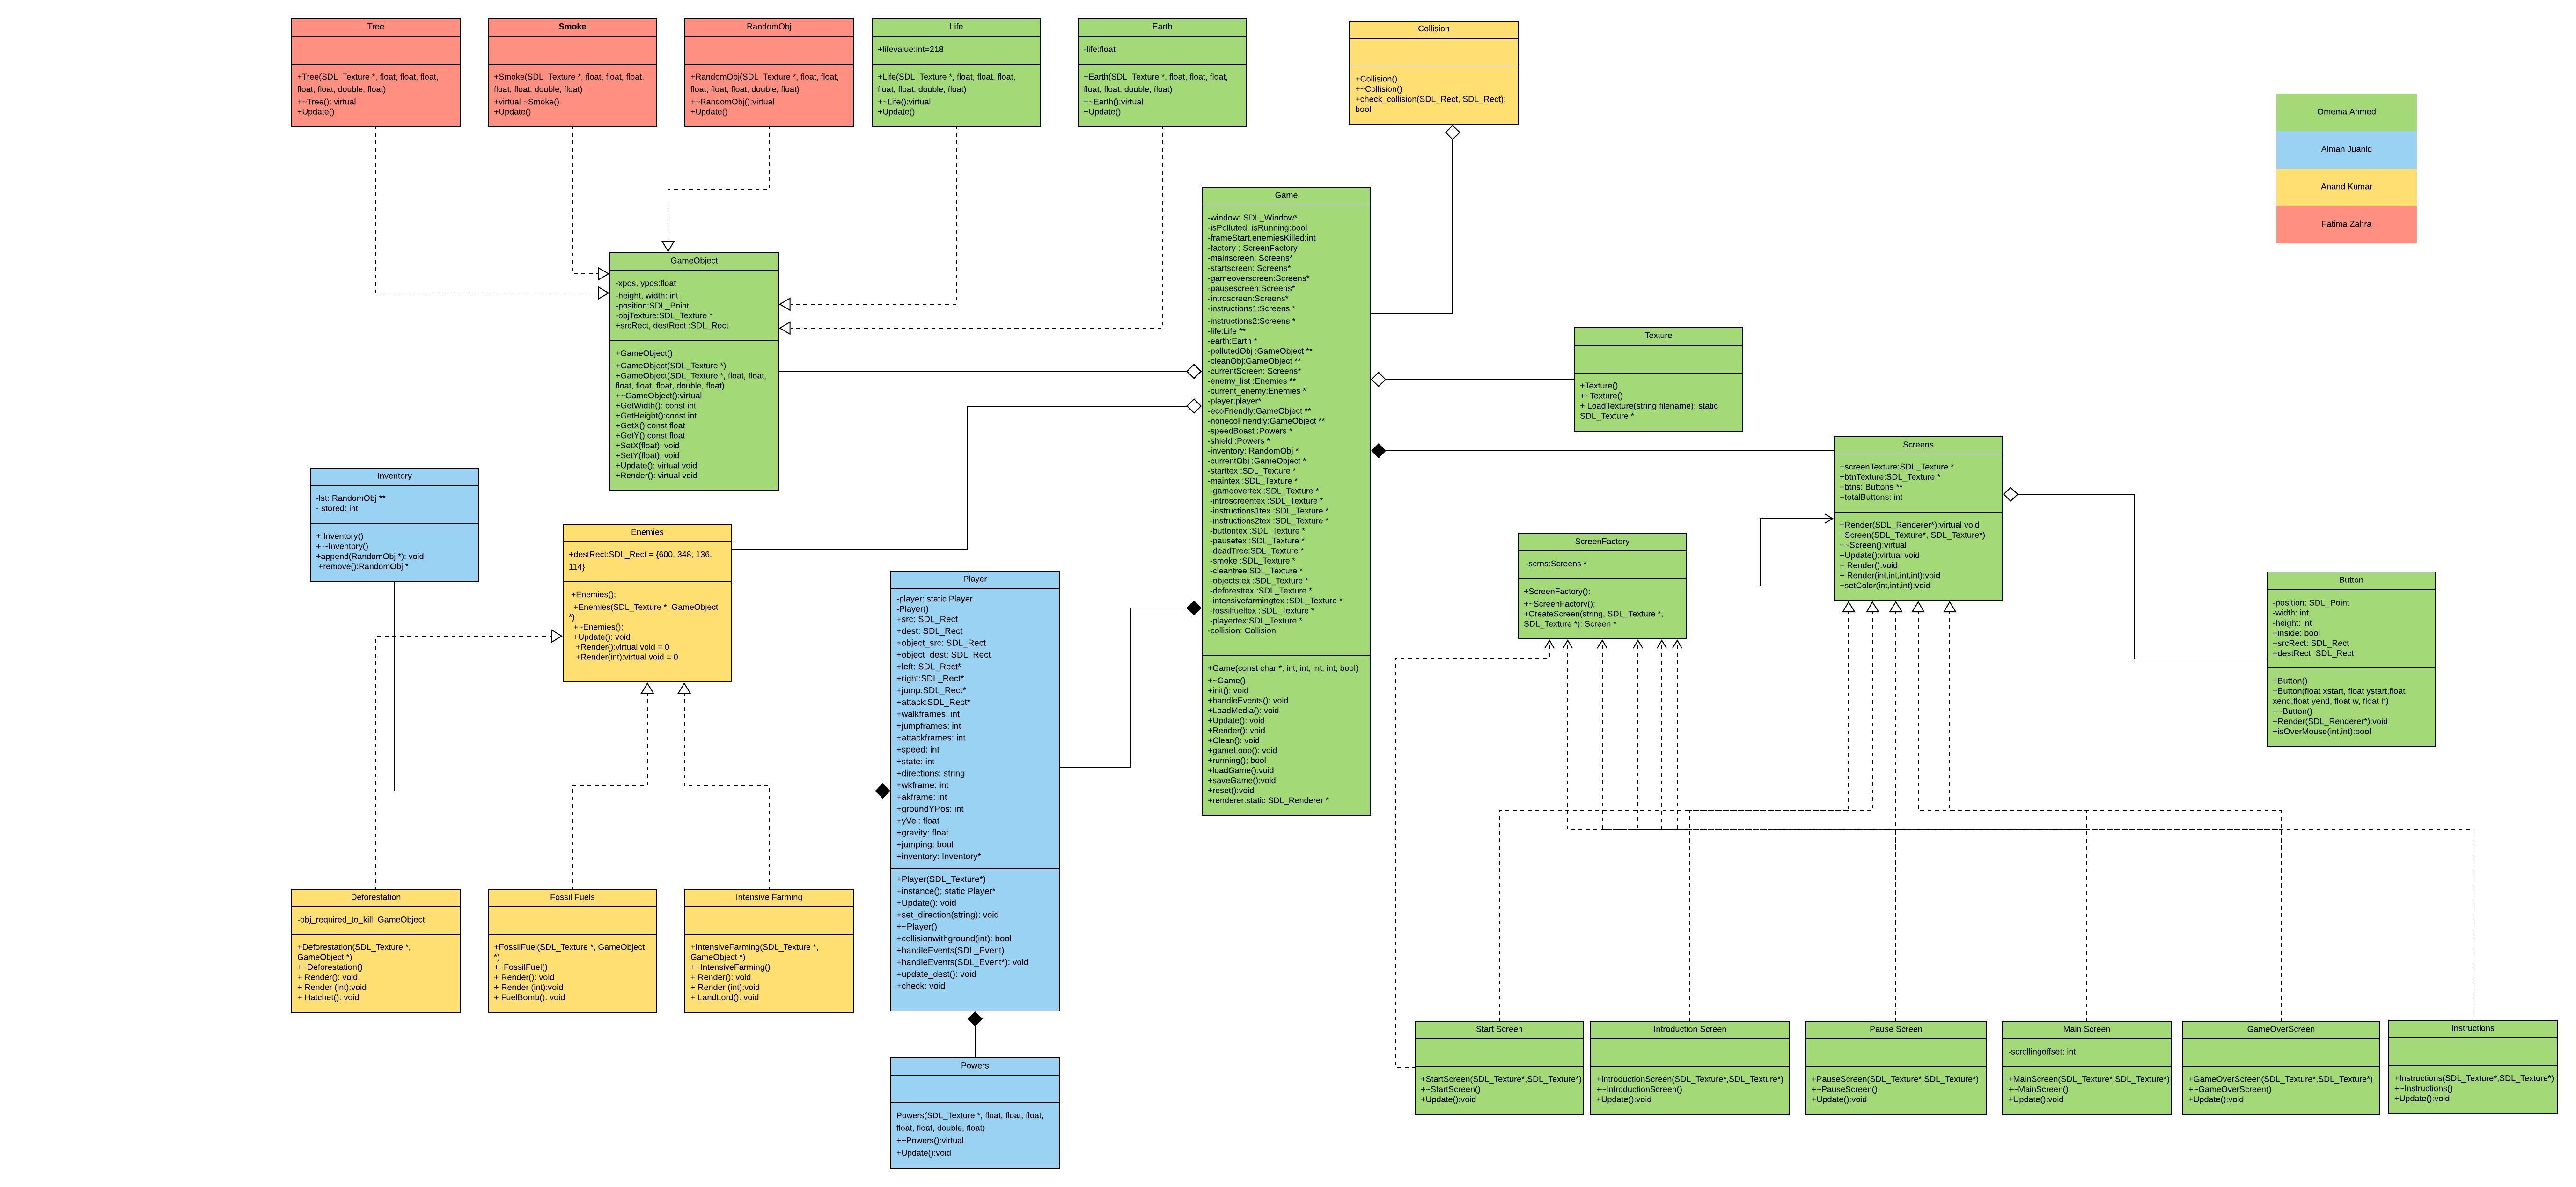 Tree
+Tree(SDL_Texture *, float, float, float,
float, float, double, float)
+~Tree(): virtual
+Update()
Smoke
+Smoke(SDL_Texture *, float, float, float,
float, float, double, float)
+virtual ~Smoke()
+Update()
RandomObj
+RandomObj(SDL_Texture *, float, float,
float, float, float, double, float)
+~RandomObj():virtual
+Update()
Life
+lifevalue:int=218
+Life(SDL_Texture *, float, float, float,
float, float, double, float)
+~Life():virtual
+Update()
Earth
-life:float
+Earth(SDL_Texture *, float, float, float,
float, float, double, float)
+~Earth():virtual
+Update()
Collision
+Collision()
+~Collision()
+check_collision(SDL_Rect, SDL_Rect);
bool
Omema Ahmed
Aiman Juanid
Anand Kumar
Fatima Zahra
GameObject
-xpos, ypos:float
-height, width: int
-position:SDL_Point
-objTexture:SDL_Texture *
+srcRect, destRect :SDL_Rect
+GameObject()
+GameObject(SDL_Texture *)
+GameObject(SDL_Texture *, float, float,
float, float, float, double, float)
+~GameObject():virtual
+GetWidth(): const int
+GetHeight():const int
+GetX():const float
+GetY():const float
+SetX(float): void
+SetY(float); void
+Update(): virtual void
+Render(): virtual void
Game
-window: SDL_Window*
-isPolluted, isRunning:bool
-frameStart,enemiesKilled:int
-factory : ScreenFactory
-mainscreen: Screens*
-startscreen: Screens*
-gameoverscreen:Screens*
-pausescreen:Screens*
-introscreen:Screens*
-instructions1:Screens *
-instructions2:Screens *
-life:Life **
-earth:Earth *
-pollutedObj :GameObject **
-cleanObj:GameObject **
-currentScreen: Screens*
-enemy_list :Enemies **
-current_enemy:Enemies *
-player:player*
-ecoFriendly:GameObject **
-nonecoFriendly:GameObject **
-speedBoast :Powers *
-shield :Powers *
-inventory: RandomObj *
-currentObj :GameObject *
-starttex :SDL_Texture *
-maintex :SDL_Texture *
-gameovertex :SDL_Texture *
-introscreentex :SDL_Texture *
-instructions1tex :SDL_Texture *
-instructions2tex :SDL_Texture *
-buttontex :SDL_Texture *
-pausetex :SDL_Texture *
-deadTree:SDL_Texture *
-smoke :SDL_Texture *
-cleantree:SDL_Texture *
-objectstex :SDL_Texture *
-deforesttex :SDL_Texture *
-intensivefarmingtex :SDL_Texture *
-fossilfueltex :SDL_Texture *
-playertex:SDL_Texture *
-collision: Collision
+Game(const char *, int, int, int, int, bool)
+~Game()
+init(): void
+handleEvents(): void
+LoadMedia(): void
+Update(): void
+Render(): void
+Clean(): void
+gameLoop(): void
+running(); bool
+loadGame():void
+saveGame():void
+reset():void
+renderer:static SDL_Renderer *
Texture
+Texture()
+~Texture()
+ LoadTexture(string filename): static
SDL_Texture *
Screens
+screenTexture:SDL_Texture *
+btnTexture:SDL_Texture *
+btns: Buttons **
+totalButtons: int
+Render(SDL_Renderer*):virtual void
+Screen(SDL_Texture*, SDL_Texture*)
+~Screen():virtual
+Update():virtual void
+ Render():void
+ Render(int,int,int,int):void
+setColor(int,int,int):void
Inventory
-lst: RandomObj **
- stored: int
+ Inventory()
+ ~Inventory()
+append(RandomObj *): void
+remove():RandomObj *
Enemies
+destRect:SDL_Rect = {600, 348, 136,
114}
+Enemies();
+Enemies(SDL_Texture *, GameObject
*)
+~Enemies();
+Update(): void
+Render():virtual void = 0
+Render(int):virtual void = 0
ScreenFactory
-scrns:Screens *
+ScreenFactory():
+~ScreenFactory();
+CreateScreen(string, SDL_Texture *,
SDL_Texture *): Screen *
Button
-position: SDL_Point
-width: int
-height: int
+inside: bool
+srcRect: SDL_Rect
+destRect: SDL_Rect
+Button()
+Button(float xstart, float ystart,float
xend,float yend, float w, float h)
+~Button()
+Render(SDL_Renderer*):void
+isOverMouse(int,int):bool
Player
-player: static Player
-Player()
+src: SDL_Rect
+dest: SDL_Rect
+object_src: SDL_Rect
+object_dest: SDL_Rect
+left: SDL_Rect*
+right:SDL_Rect*
+jump:SDL_Rect*
+attack:SDL_Rect*
+walkframes: int
+jumpframes: int
+attackframes: int
+speed: int
+state: int
+directions: string
+wkframe: int
+akframe: int
+groundYPos: int
+yVel: float
+gravity: float
+jumping: bool
+inventory: Inventory*
+Player(SDL_Texture*)
+instance(); static Player*
+Update(): void
+set_direction(string): void
+~Player()
+collisionwithground(int): bool
+handleEvents(SDL_Event)
+handleEvents(SDL_Event*): void
+update_dest(): void
+check: void
Deforestation
-obj_required_to_kill: GameObject
+Deforestation(SDL_Texture *,
GameObject *)
+~Deforestation()
+ Render(): void
+ Render (int):void
+ Hatchet(): void
Fossil Fuels
+FossilFuel(SDL_Texture *, GameObject
*)
+~FossilFuel()
+ Render(): void
+ Render (int):void
+ FuelBomb(): void
Intensive Farming
+IntensiveFarming(SDL_Texture *,
GameObject *)
+~IntensiveFarming()
+ Render(): void
+ Render (int):void
+ LandLord(): void
Powers
Powers(SDL_Texture *, float, float, float,
float, float, double, float)
+~Powers():virtual
+Update():void
Start Screen
+StartScreen(SDL_Texture*,SDL_Texture*)
+~StartScreen()
+Update():void
Introduction Screen
+IntroductionScreen(SDL_Texture*,SDL_Texture*)
+~IntroductionScreen()
+Update():void
Pause Screen
+PauseScreen(SDL_Texture*,SDL_Texture*)
+~PauseScreen()
+Update():void
Main Screen
-scrollingoffset: int
+MainScreen(SDL_Texture*,SDL_Texture*)
+~MainScreen()
+Update():void
GameOverScreen
+GameOverScreen(SDL_Texture*,SDL_Texture*)
+~GameOverScreen()
+Update():void
Instructions
+Instructions(SDL_Texture*,SDL_Texture*)
+~Instructions()
+Update():void